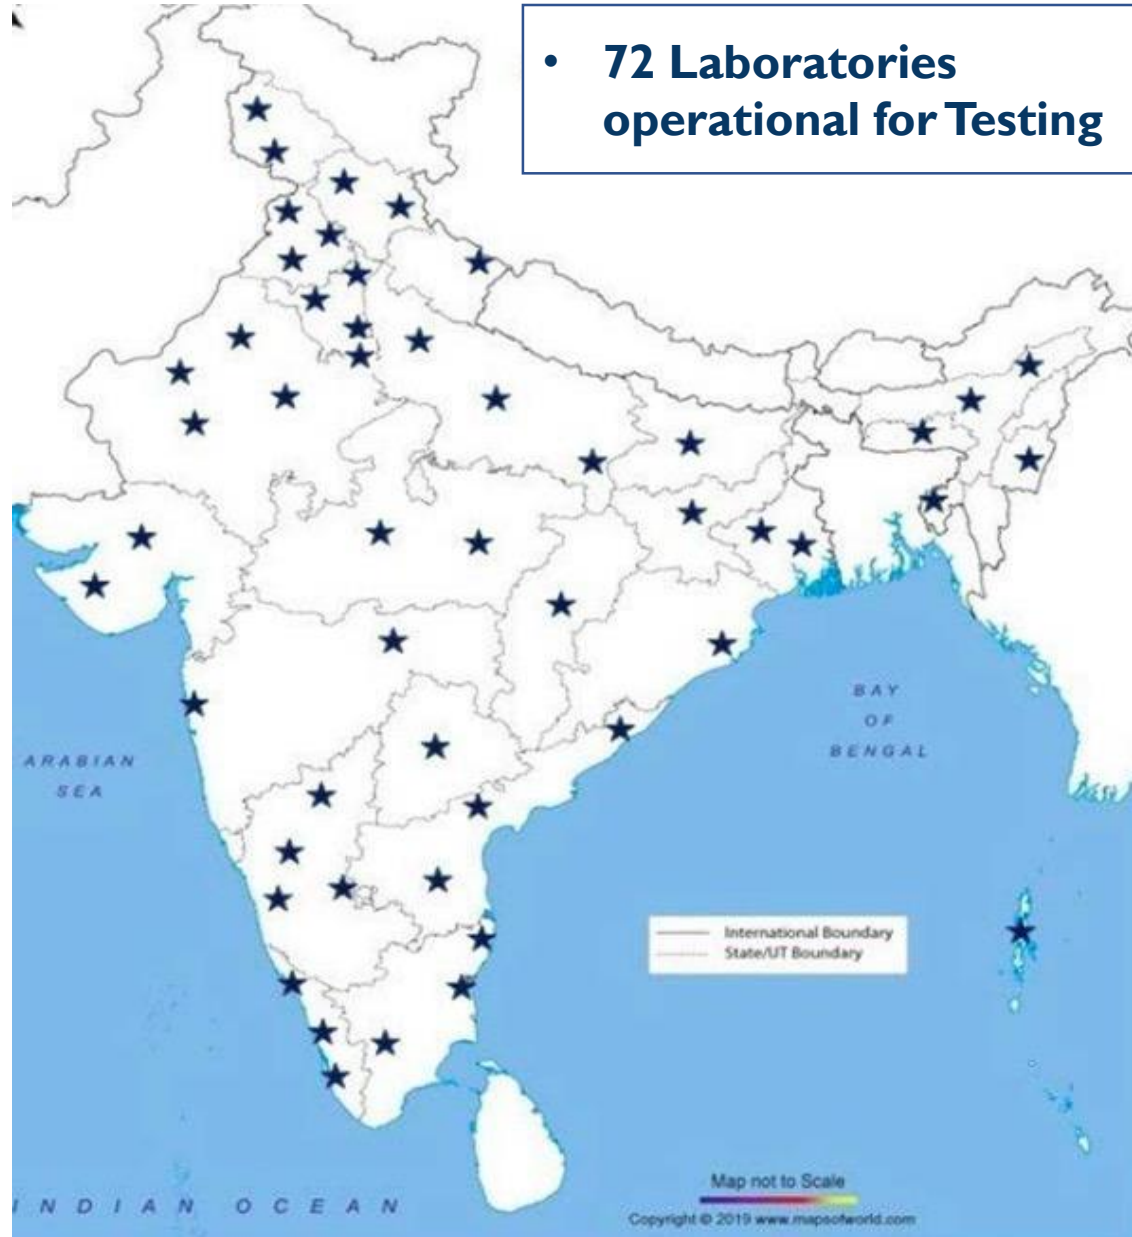 • 72 Laboratories
operational for Testing
ARABIAN
SEA
BAY
OF
BENGAL
International Boundary
State/UT Boundary
Map not to Scale
Copyright © 2019 www.mapsofworld.com
INDIAN OCEAN